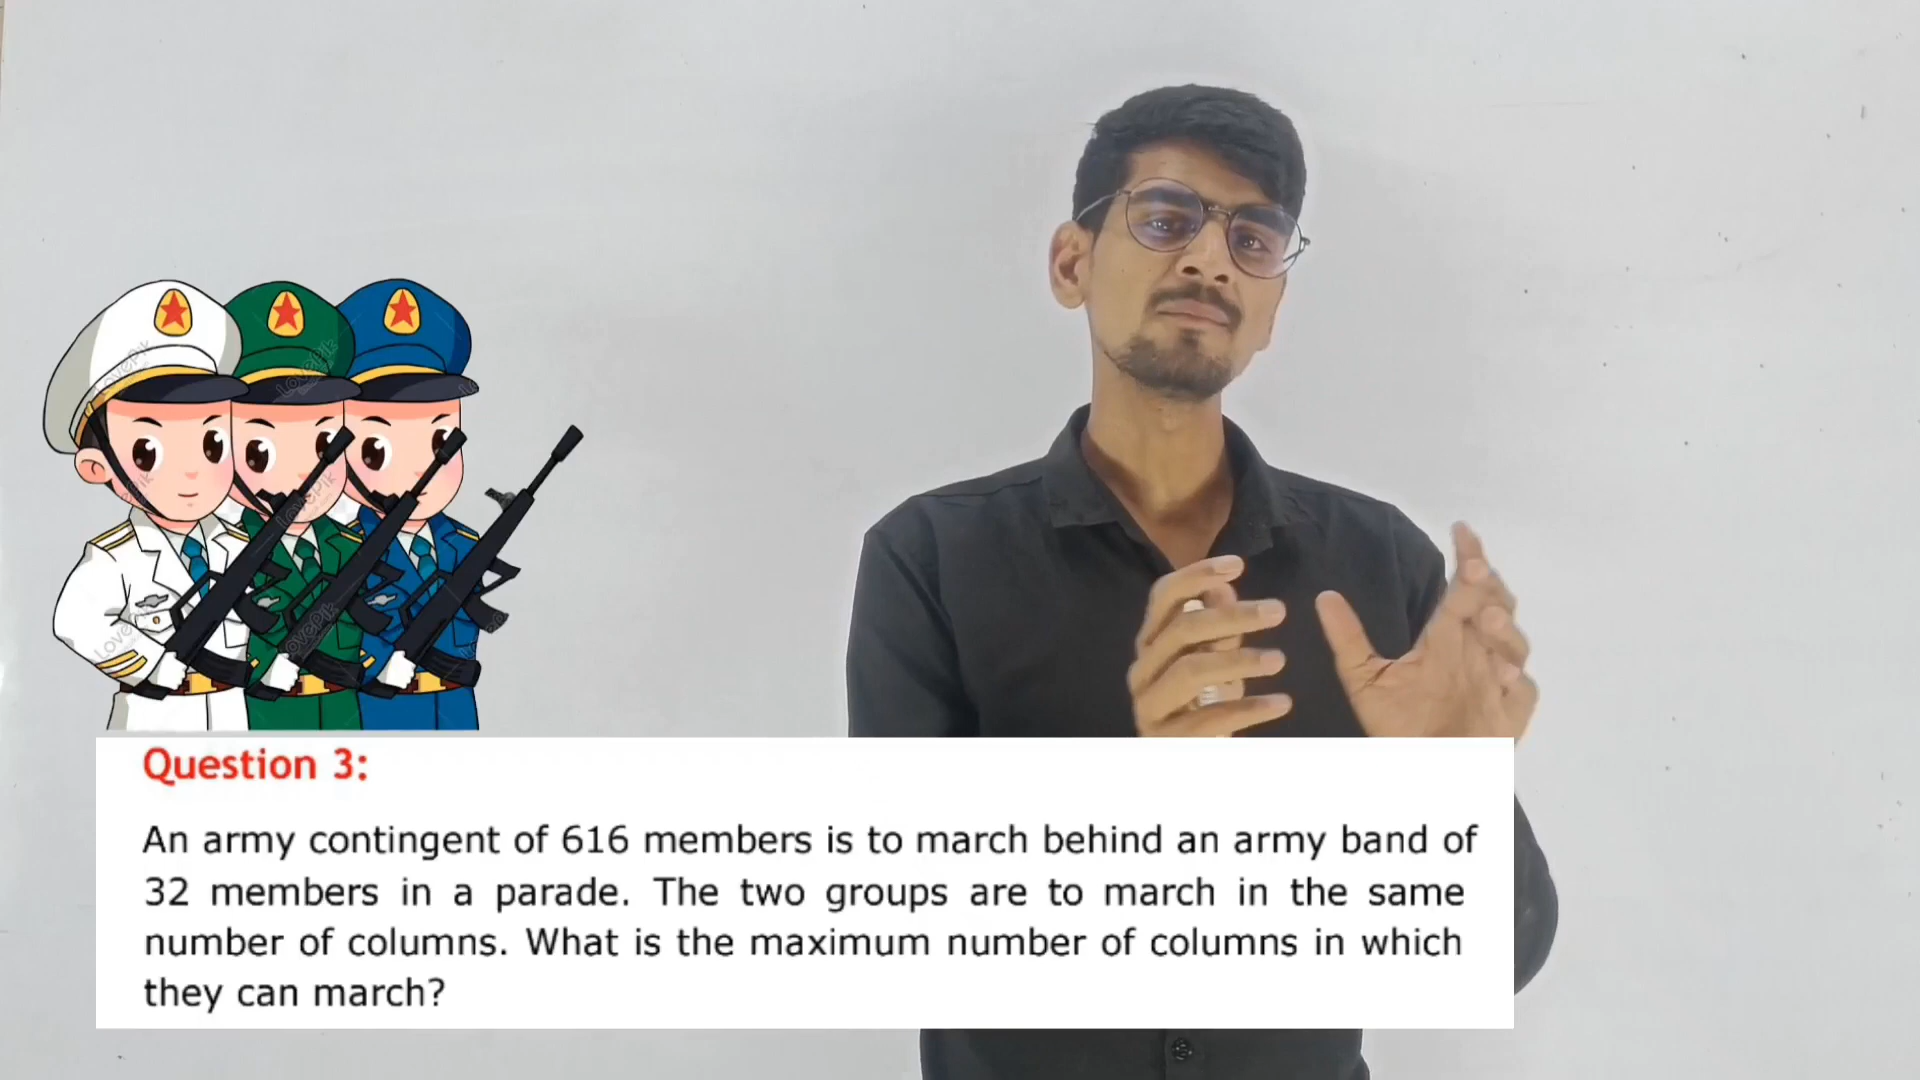 Question 3:
An army contingent of 616 members is to march behind an army band of
32 members in a parade. The two groups are to march in the same
number of columns. What is the maximum number of columns in which
they can march?